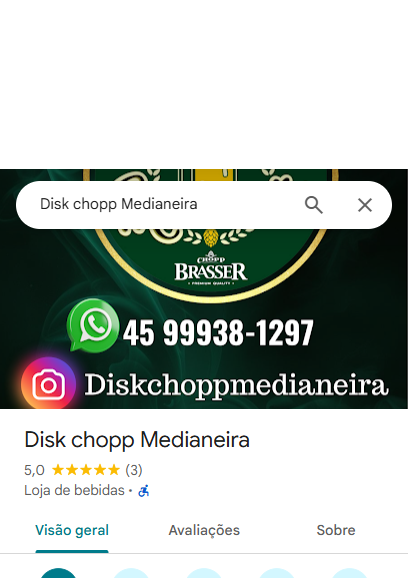 Disk chopp Medianeira
CHOPP
BRASSER
• PREMIUM QUALITY •
45 99938-1297
Diskchoppmedianeira
Disk chopp Medianeira
5,0 ★★★★★ (3)
Loja de bebidas •
Visão geral Avaliações Sobre